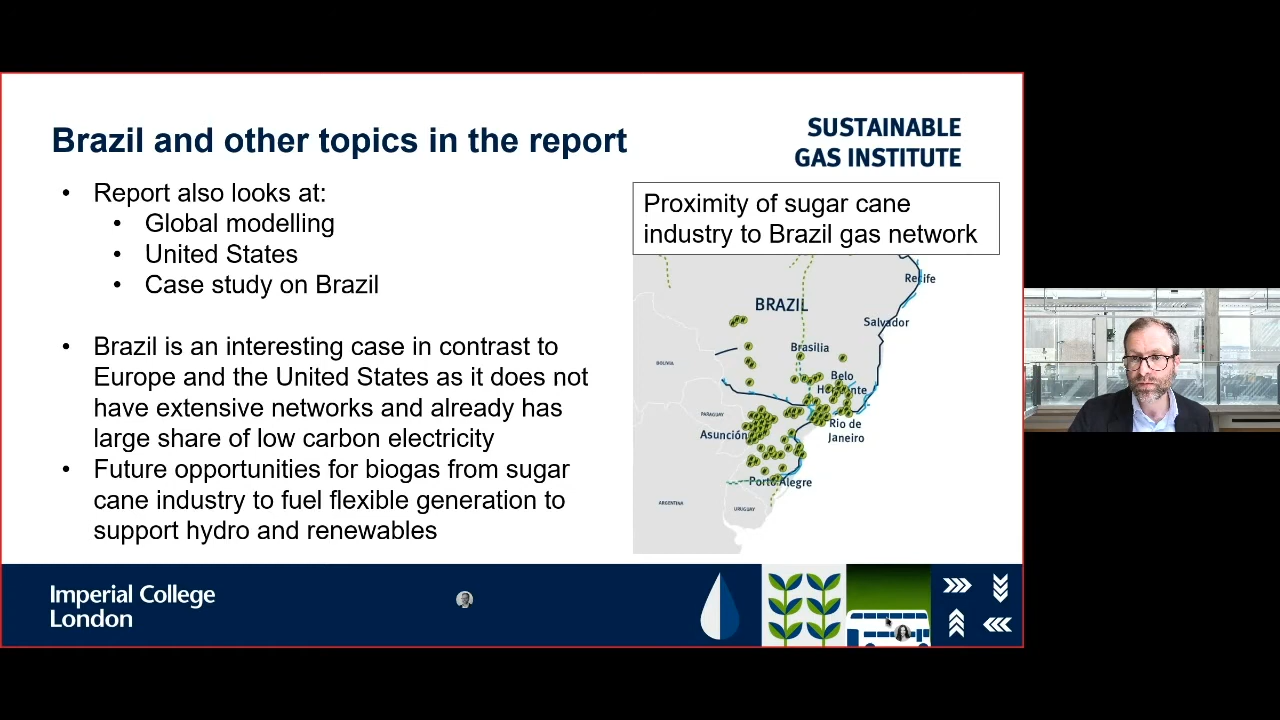 Brazil and other topics in the report
SUSTAINABLE
GAS INSTITUTE
• Report also looks at:
• Global modelling
• United States
• Case study on Brazil
• Brazil is an interesting case in contrast to
Europe and the United States as it does not
have extensive networks and already has
large share of low carbon electricity
• Future opportunities for biogas from sugar
cane industry to fuel flexible generation to
support hydro and renewables
Proximity of sugar cane
industry to Brazil gas network
Recife
BRAZIL
Salvador
Brasilia
BOLIVIA
Belo
Horizonte
PARAGUAY
Asunción
Rio de
Janeiro
Porto Alegre
ARGENTINA
URUGUAY
Imperial College
London